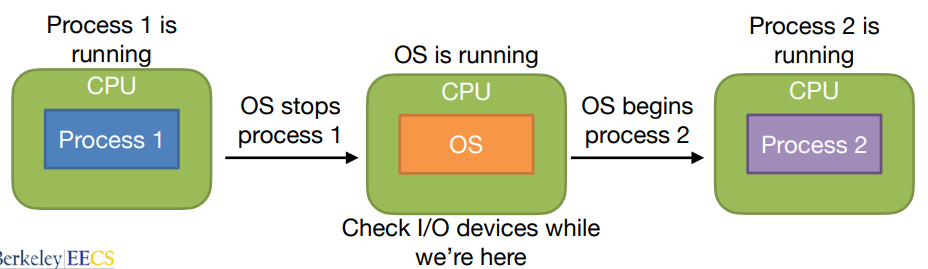 Process 1 is
running
CPU
Process 1
OS stops
process 1
OS is running
CPU
OS
Check I/O devices while
we're here
OS begins
process 2
Process 2 is
running
CPU
Process 2
Berkeley EECS